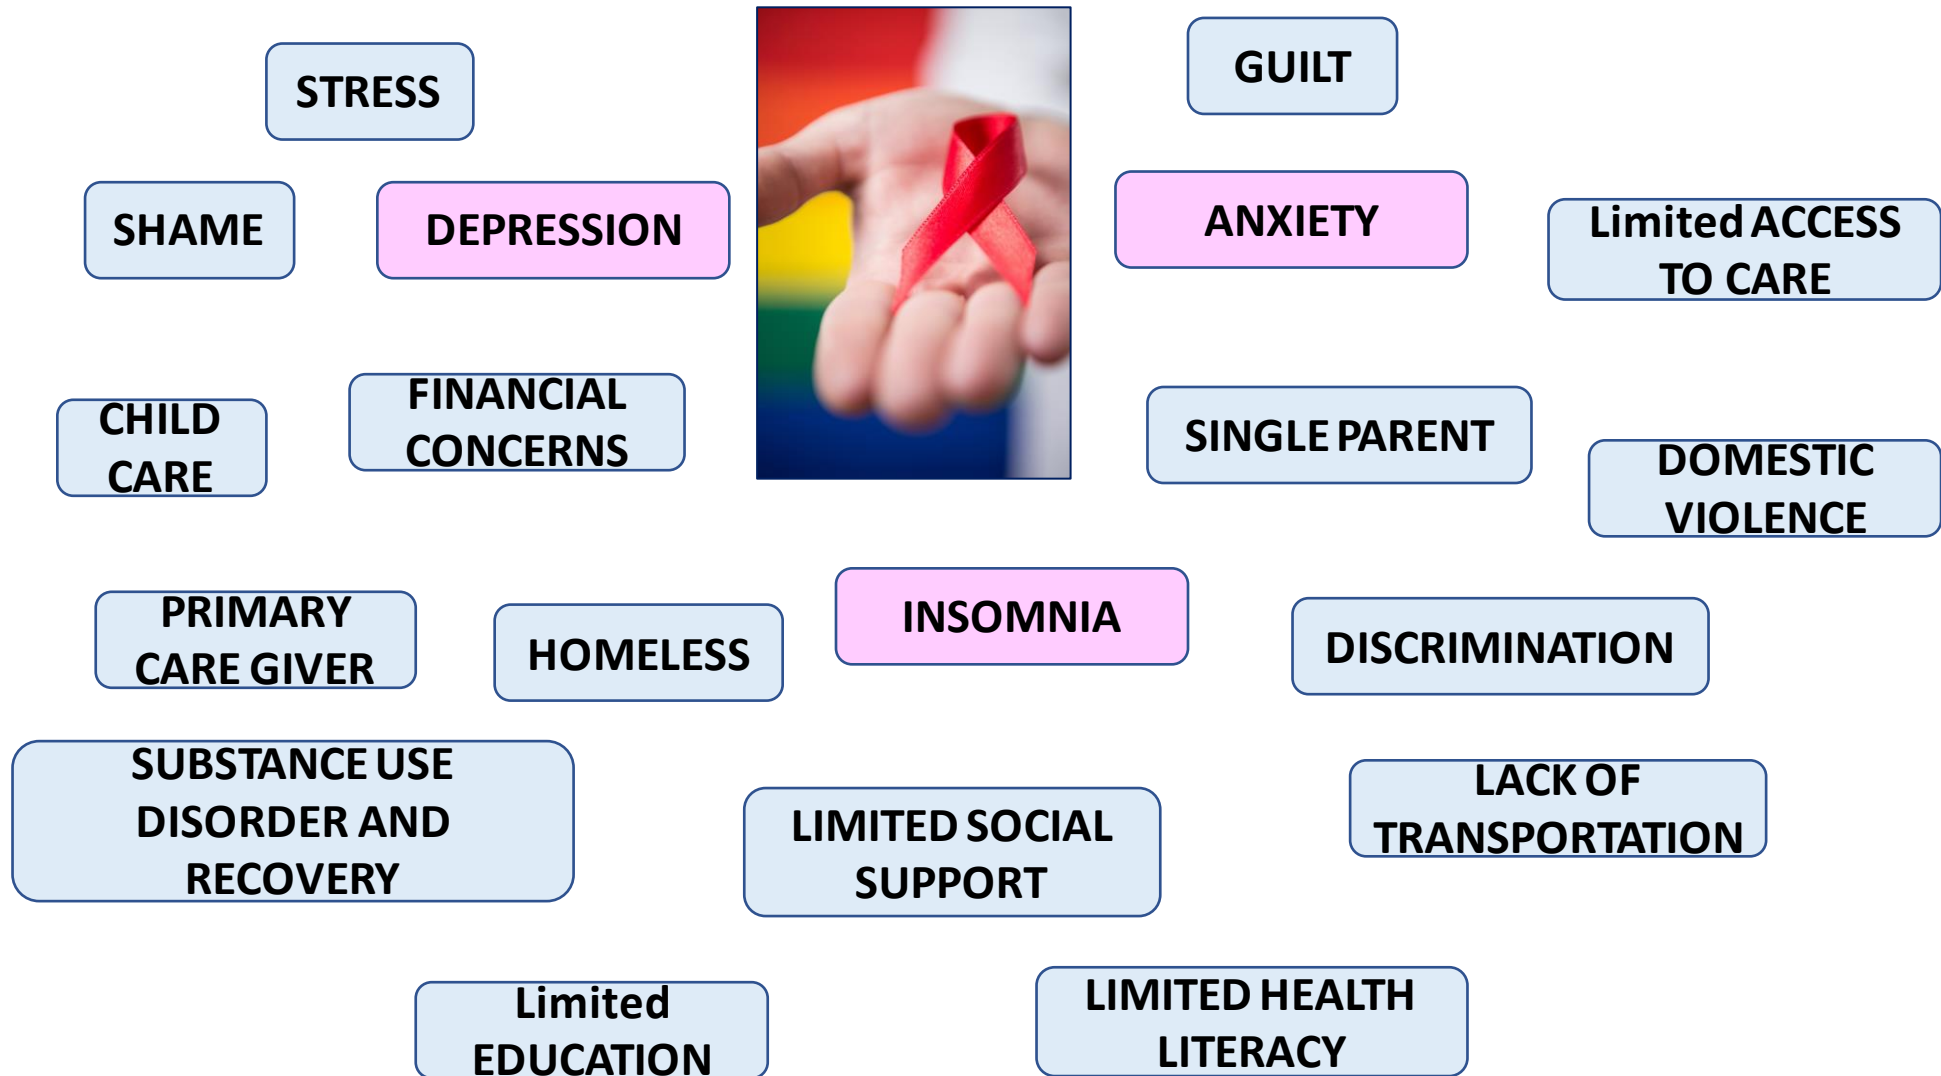 STRESS
GUILT
SHAME
DEPRESSION
ANXIETY
Limited ACCESS
TO CARE
CHILD
CARE
FINANCIAL
CONCERNS
SINGLE PARENT
DOMESTIC
VIOLENCE
PRIMARY
CARE GIVER
HOMELESS
INSOMNIA
DISCRIMINATION
SUBSTANCE USE
DISORDER AND
RECOVERY
LIMITED SOCIAL
SUPPORT
LACK OF
TRANSPORTATION
Limited
EDUCATION
LIMITED HEALTH
LITERACY